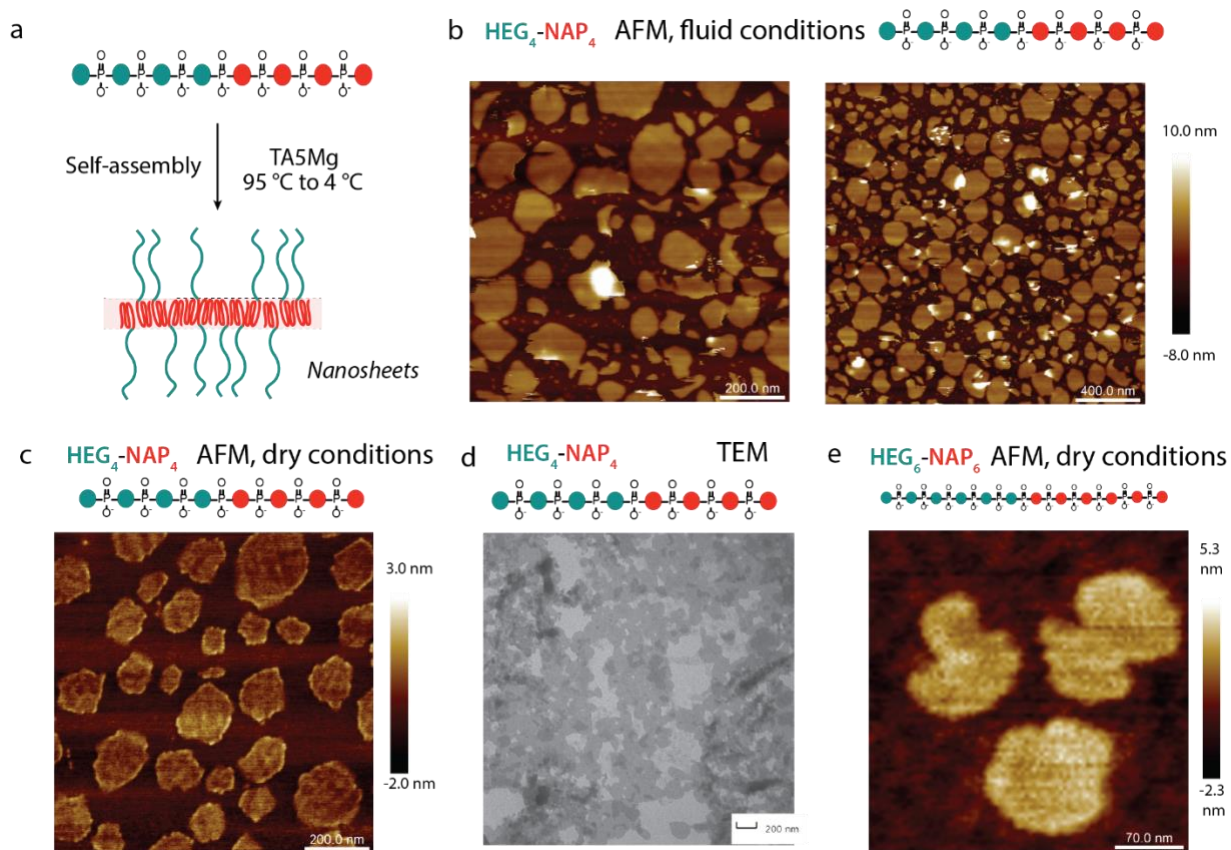 a
O O O O O O O
P P P P P P P
O- O- O- O- O- O- O-
Self-assembly
TA5Mg
95 °C to 4 °C
Nanosheets
b HEG4-NAP4 AFM, fluid conditions
O O O O O O O
P P P P P P P
O- O- O- O- O- O- O-
200.0 nm
400.0 nm
10.0 nm
-8.0 nm
c HEG4-NAP4 AFM, dry conditions
O O O O O O O
P P P P P P P
O- O- O- O- O- O- O-
200.0 nm
3.0 nm
-2.0 nm
d HEG4-NAP4 TEM
O O O O O O O
P P P P P P P
O- O- O- O- O- O- O-
200 nm
e HEG6-NAP6 AFM, dry conditions
O O O O O O O O O O O
P P P P P P P P P P P
O- O- O- O- O- O- O- O- O- O- O-
70.0 nm
5.3
nm
-2.3
nm